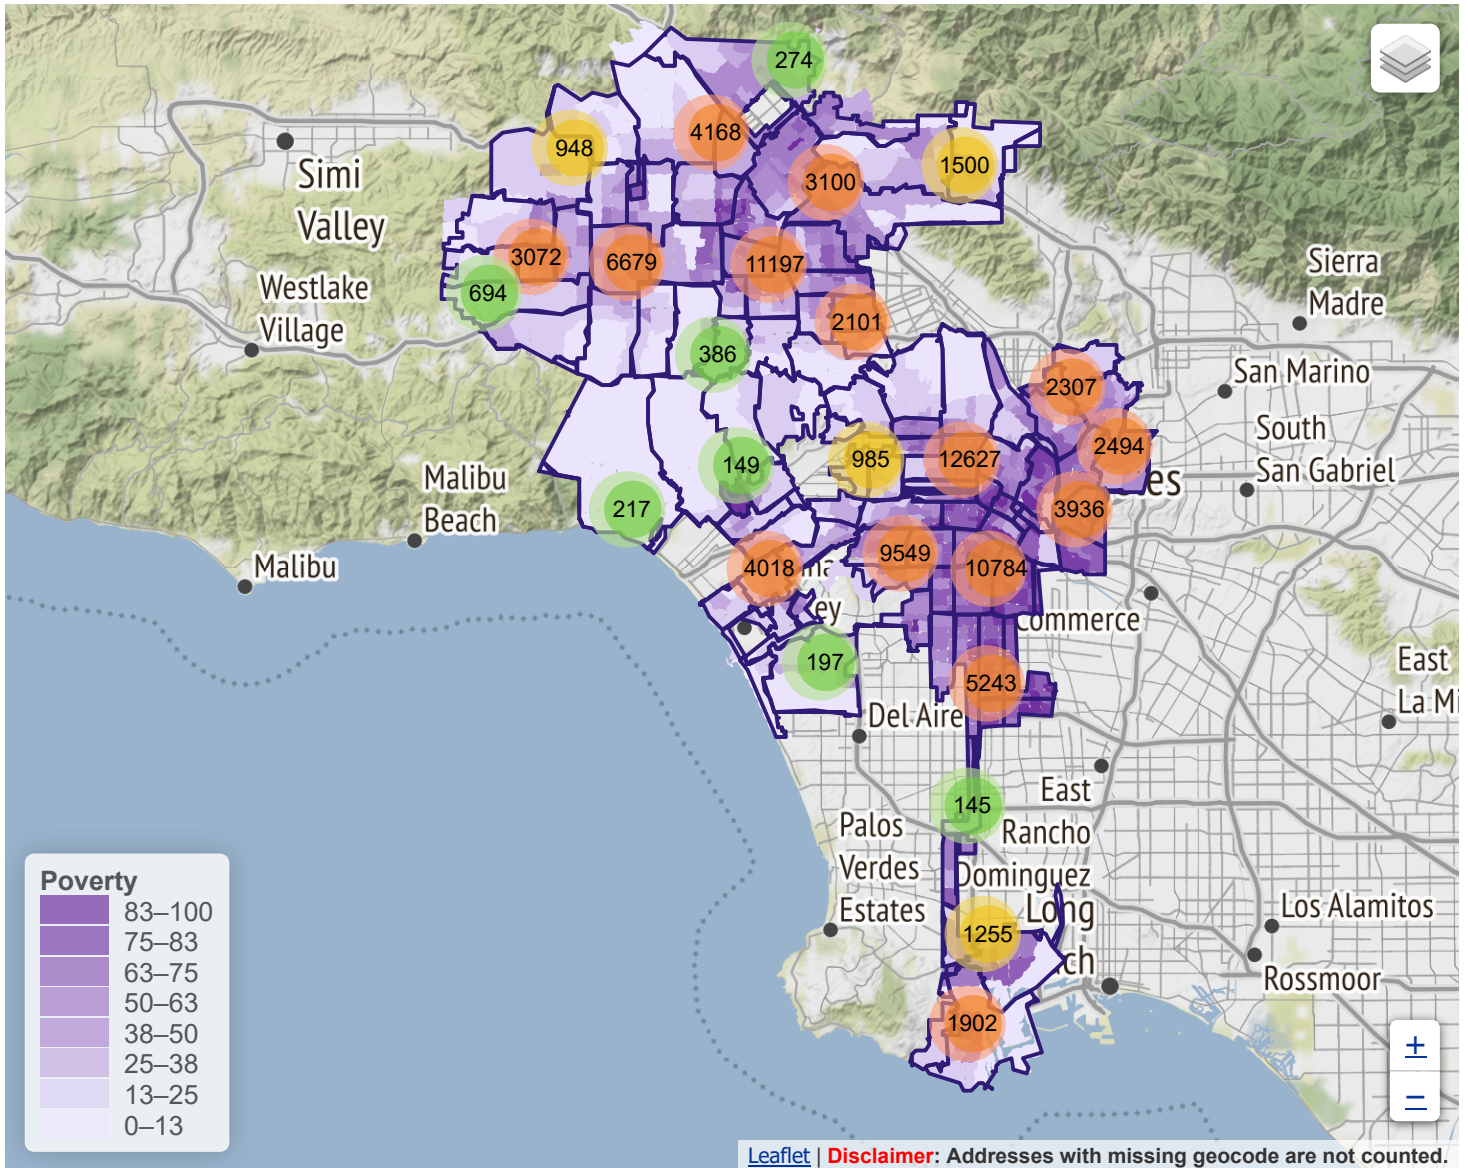 274
4168
948
1500
3100
Simi
Valley
3072
6679
11197
Sierra
Madre
694
Westlake
Village
2101
386
San Marino
2307
South
San Gabriel
2494
149
985
12627
Malibu
Beach
217
3936
Malibu
4018
9549
10784
ey
Commerce
197
East
La Mi
5243
Del Aire
145
East
Rancho
Dominguez
Palos
Verdes
Estates
Long
ch
1255
Los Alamitos
Rossmoor
1902
Poverty
83–100
75–83
63–75
50–63
38–50
25–38
13–25
0–13
+
−
Leaflet | Disclaimer: Addresses with missing geocode are not counted.